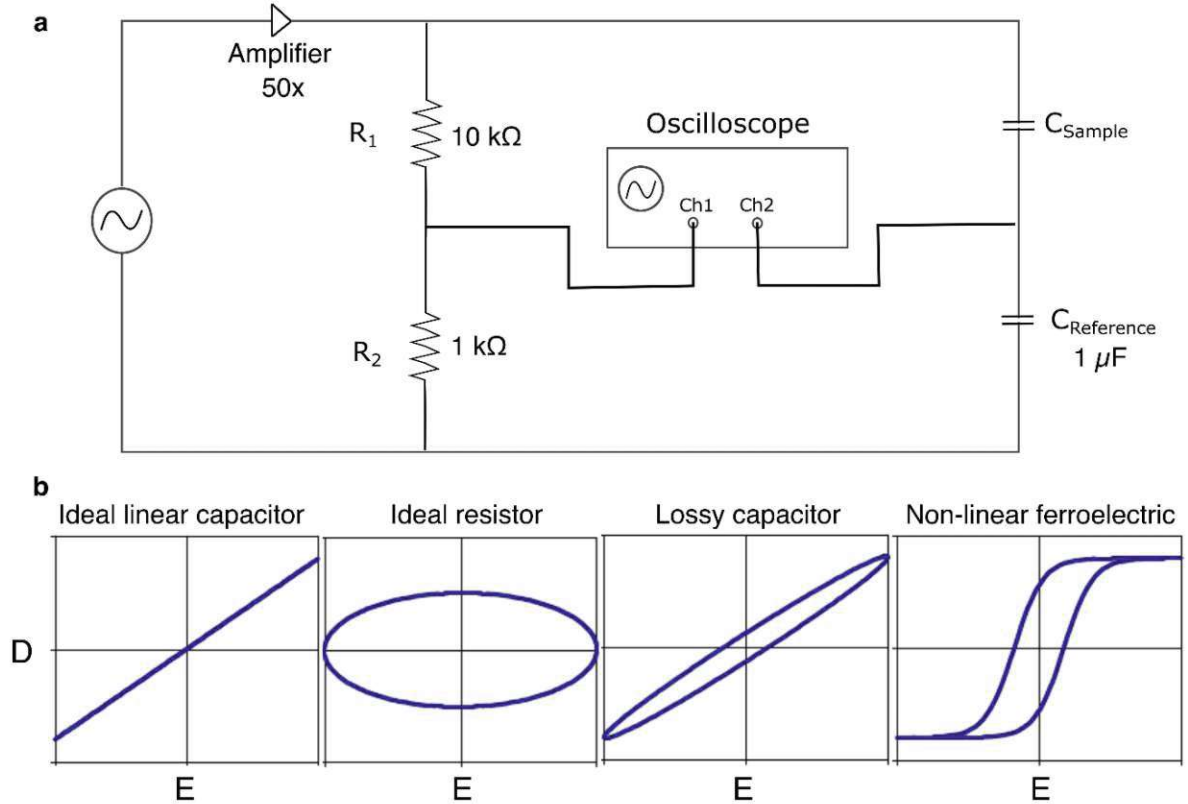 a
Amplifier
50x
R1
10 kΩ
Oscilloscope
Ch1 Ch2
CSample
R2
1 kΩ
CReference
1 µF
b
Ideal linear capacitor Ideal resistor Lossy capacitor Non-linear ferroelectric
D
E E E E